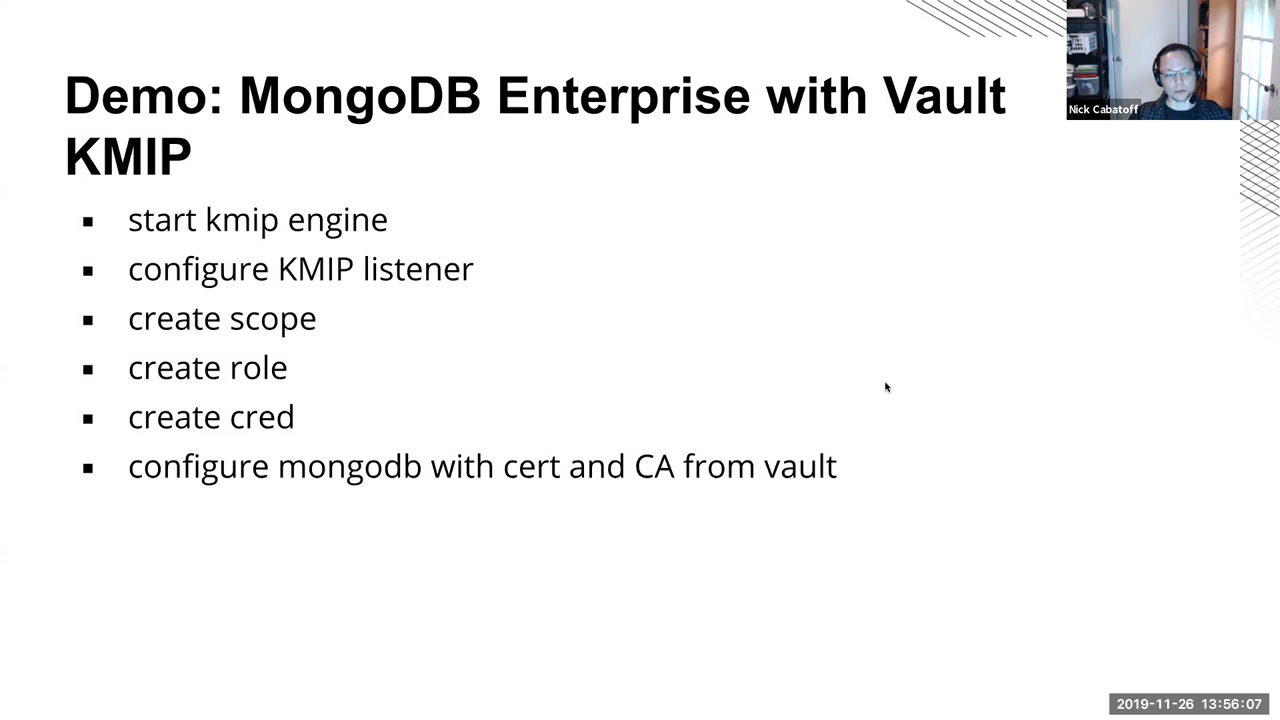 Demo: MongoDB Enterprise with Vault
KMIP
Nick Cabatoff
▪ start kmip engine
▪ configure KMIP listener
▪ create scope
▪ create role
▪ create cred
▪ configure mongodb with cert and CA from vault
2019-11-26 13:56:07